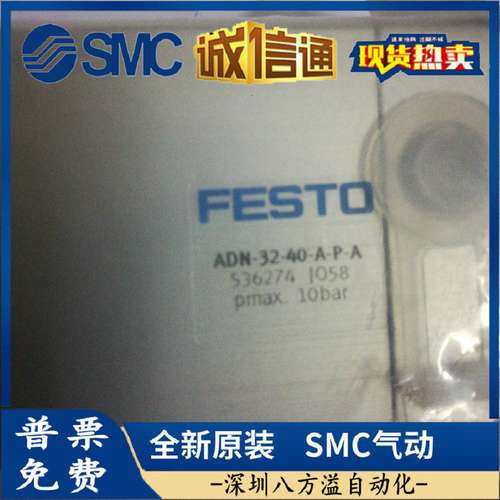 SMC
诚信通
现货热卖
FESTO
ADN-32-40-A-P-A
536274 JO58
pmax. 10bar
普票
免费
全新原装 SMC气动
-深圳八方溢自动化-